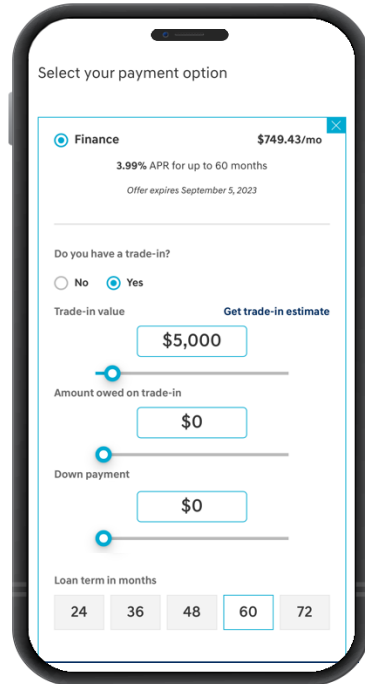 Select your payment option
Finance $749.43/mo
3.99% APR for up to 60 months
Offer expires September 5, 2023
Do you have a trade-in?
No Yes
Trade-in value Get trade-in estimate
$5,000
Amount owed on trade-in
$0
Down payment
$0
Loan term in months
24 36 48 60 72